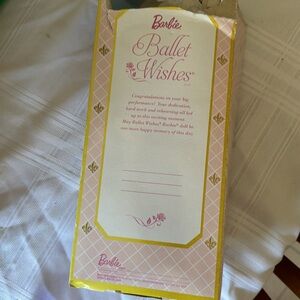 Barbie
Ballet
Wishes
Congratulations on your big
performance! Your dedication,
hard work and rehearsing all led
up to this exciting moment.
May Ballet Wishes® Barbie® doll be
one more happy memory of this day.
Barbie